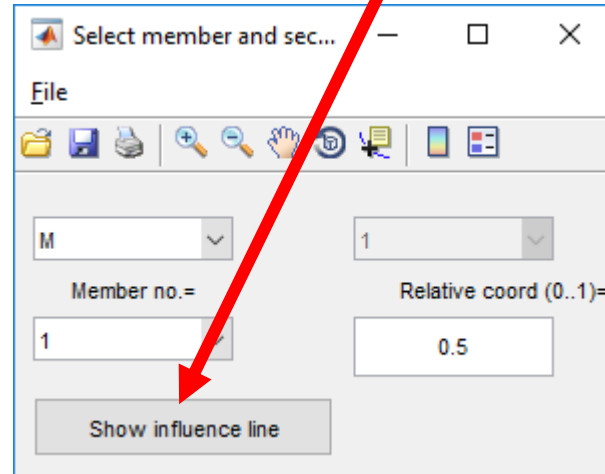 Select member and sec...
File
M
1
Member no.=
Relative coord (0..1)=
1
0.5
Show influence line